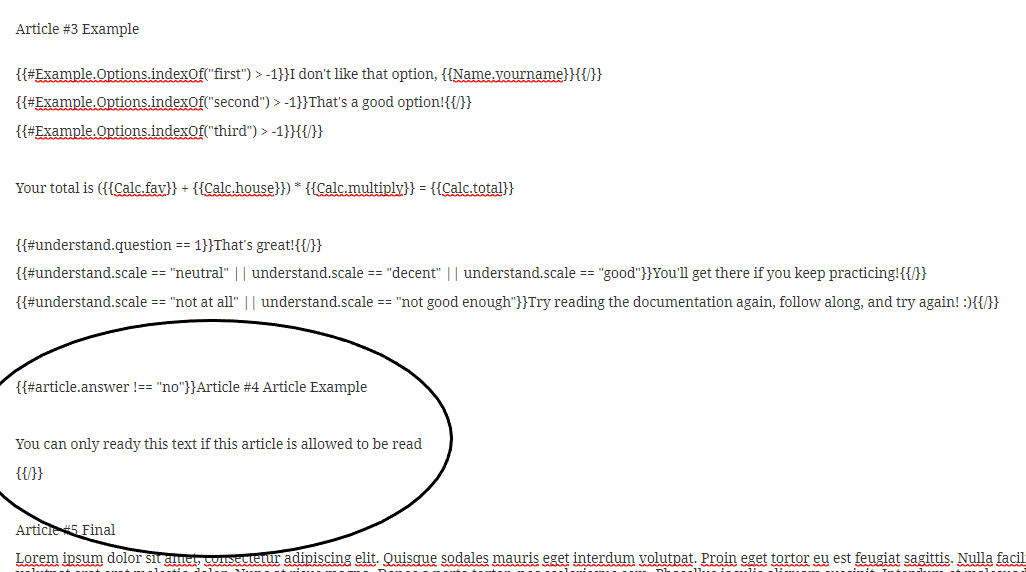 Article #3 Example
{{#Example.Options.indexOf("first") > -1}}I don't like that option, {{Name.yourname}}{{/}}
{{#Example.Options.indexOf("second") > -1}}That's a good option!{{/}}
{{#Example.Options.indexOf("third") > -1}}{{/}}
Your total is ({{Calc.fav}} + {{Calc.house}}) * {{Calc.multiply}} = {{Calc.total}}
{{#understand.question == 1}}That's great!{{/}}
{{#understand.scale == "neutral" || understand.scale == "decent" || understand.scale == "good"}}You'll get there if you keep practicing!{{/}}
{{#understand.scale == "not at all" || understand.scale == "not good enough"}}Try reading the documentation again, follow along, and try again! :){{/}}
{{#article.answer !== "no"}}Article #4 Article Example
You can only ready this text if this article is allowed to be read
{{/}}
Article #5 Final
Lorem ipsum dolor sit amet, consectetur adipiscing elit. Quisque sodales mauris eget interdum volutpat. Proin eget tortor eu est feugiat sagittis. Nulla facil